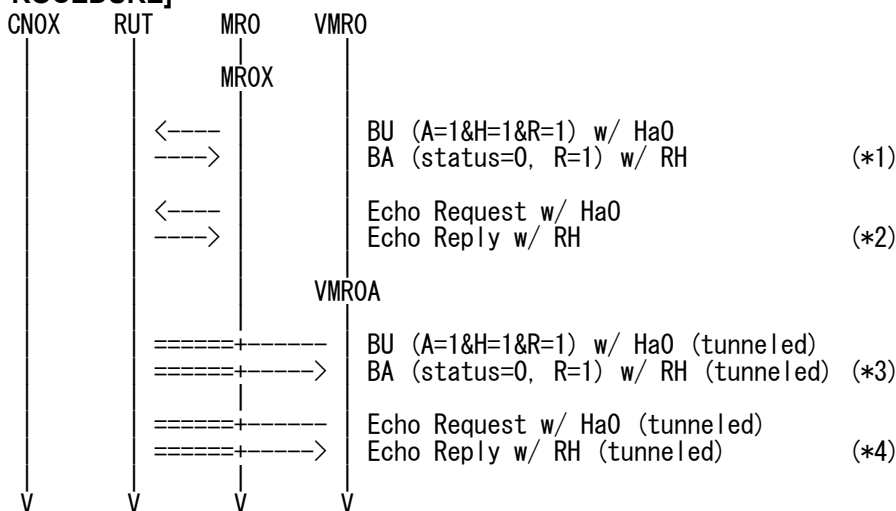 ROCEDURE]
CNOX RUT MR0 VMR0
MR0X
<---- BU (A=1&H=1&R=1) w/ HaO
----> BA (status=0, R=1) w/ RH (*1)
<---- Echo Request w/ HaO
----> Echo Reply w/ RH (*2)
VMR0A
======+------ BU (A=1&H=1&R=1) w/ HaO (tunneled)
======+-----> BA (status=0, R=1) w/ RH (tunneled) (*3)
======+------ Echo Request w/ HaO (tunneled)
======+-----> Echo Reply w/ RH (tunneled) (*4)
V V V V